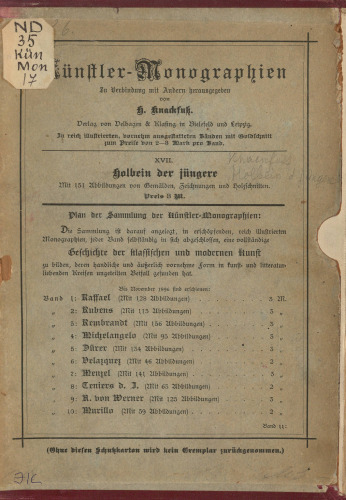 ND
35
Kün
Mon
17
Künstler-Monographien
In Verbindung mit Andern herausgegeben
von
H. Knackfuß.
Verlag von Velhagen & Klasing in Bielefeld und Leipzig.
In reich illustrierten, vornehm ausgestatteten Bänden mit Goldschnitt
zum Preise von 2–3 Mark pro Band.
XVII.
Holbein der jüngere
Mit 151 Abbildungen von Gemälden, Zeichnungen und Holzschnitten.
Preis 3 M.
Plan der Sammlung der Künstler-Monographien:
Die Sammlung ist darauf angelegt, in erschöpfenden, reich illustrierten
Monographien, jeder Band selbständig in sich abgeschlossen, eine vollständige
Geschichte der klassischen und modernen Kunst
zu bilden, deren handliche und äußerlich vornehme Form in kunst- und litteratur-
liebenden Kreisen ungeteilten Beifall gefunden hat.
Bis November 1896 sind erschienen:
Band 1: Raffael (Mit 128 Abbildungen) 3 M.
„ 2: Rubens (Mit 115 Abbildungen) 3 „
„ 3: Rembrandt (Mit 156 Abbildungen) 3 „
„ 4: Michelangelo (Mit 95 Abbildungen) 3 „
„ 5: Dürer (Mit 134 Abbildungen) 3 „
„ 6: Velazquez (Mit 46 Abbildungen) 2 „
„ 7: Menzel (Mit 141 Abbildungen) 3 „
„ 8: Teniers d. J. (Mit 63 Abbildungen) 2 „
„ 9: A. von Werner (Mit 125 Abbildungen) 3 „
„ 10: Murillo (Mit 59 Abbildungen) 2 „
Band 11:
(Ohne diesen Schutzkarton wird kein Exemplar zurückgenommen.)